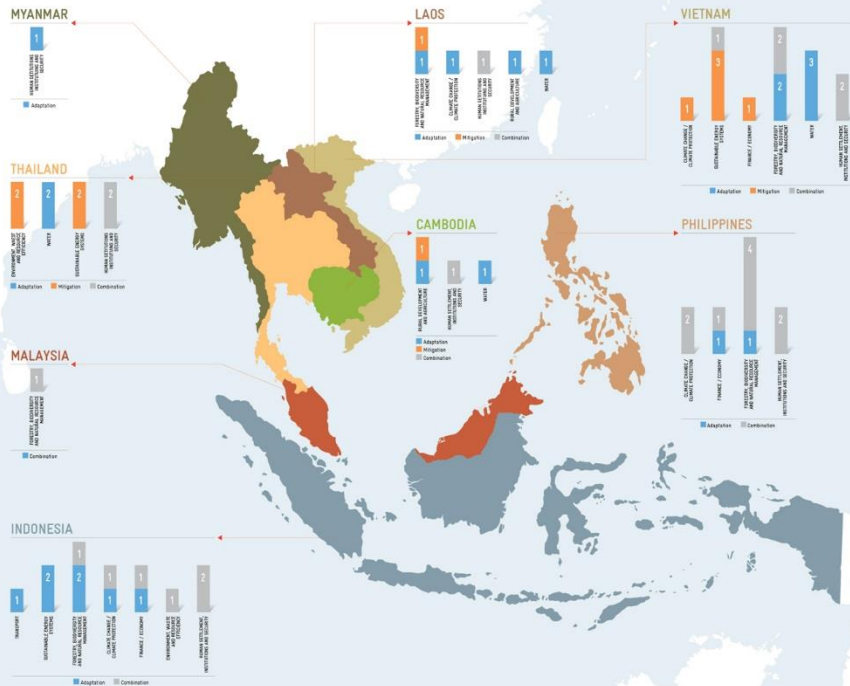 MYANMAR
1
HUMAN SETITUIONS
INSTITUIONS AND
SECURITY
Adaptation
LAOS
1
1
1
1
1
1
FORESTRY, BIODIVERSITY
AND NATURAL RESOURCE
MANAGEMENT
CLIMATE CHANGE /
CLIMATE PROTECTION
HUMAN SETITUIONS
INSTITUIONS AND
SECURITY
RURAL DEVELOPMENT
AND AGRICULTURE
WATER
Adaptation Mitigation Combination
VIETNAM
1
3
1
1
2
2
3
2
CLIMATE CHANGE /
CLIMATE PROTECTION
SUSTAINABLE ENERGY
SYSTEMS
FINANCE / ECONOMY
FORESTRY, BIODIVERSITY
AND NATURAL RESOURCE
MANAGEMENT
WATER
HUMAN SETTLEMENT,
INSTITUTIONS AND SECURITY
Adaptation Mitigation Combination
THAILAND
2
2
2
2
ENVIRONMENT, WASTE
AND RESOURCE
EFFICIENCY
WATER
SUSTAINABLE ENERGY
SYSTEMS
HUMAN SETITUIONS
INSTITUIONS AND
SECURITY
Adaptation Mitigation Combination
CAMBODIA
1
1
1
1
RURAL DEVELOPMENT
AND AGRICULTURE
HUMAN SETTLEMENT,
INSTITUTIONS AND
SECURITY
WATER
Adaptation
Mitigation
Combination
PHILIPPINES
2
1
1
4
1
2
CLIMATE CHANGE /
CLIMATE PROTECTION
FINANCE / ECONOMY
FORESTRY, BIODIVERSITY
AND NATURAL RESOURCE
MANAGEMENT
HUMAN SETTLEMENT,
INSTITUTIONS AND SECURITY
Adaptation Combination
MALAYSIA
1
FORESTRY, BIODIVERSITY
AND NATURAL RESOURCE
MANAGEMENT
Combination
INDONESIA
1
2
1
2
1
1
1
1
1
2
TRANSPORT
SUSTAINABLE ENERGY
SYSTEMS
FORESTRY, BIODIVERSITY
AND NATURAL RESOURCE
MANAGEMENT
CLIMATE CHANGE /
CLIMATE PROTECTION
FINANCE / ECONOMY
ENVIRONMENT, WASTE
AND RESOURCE
EFFICIENCY
HUMAN SETTLEMENT,
INSTITUTIONS AND SECURITY
Adaptation Combination